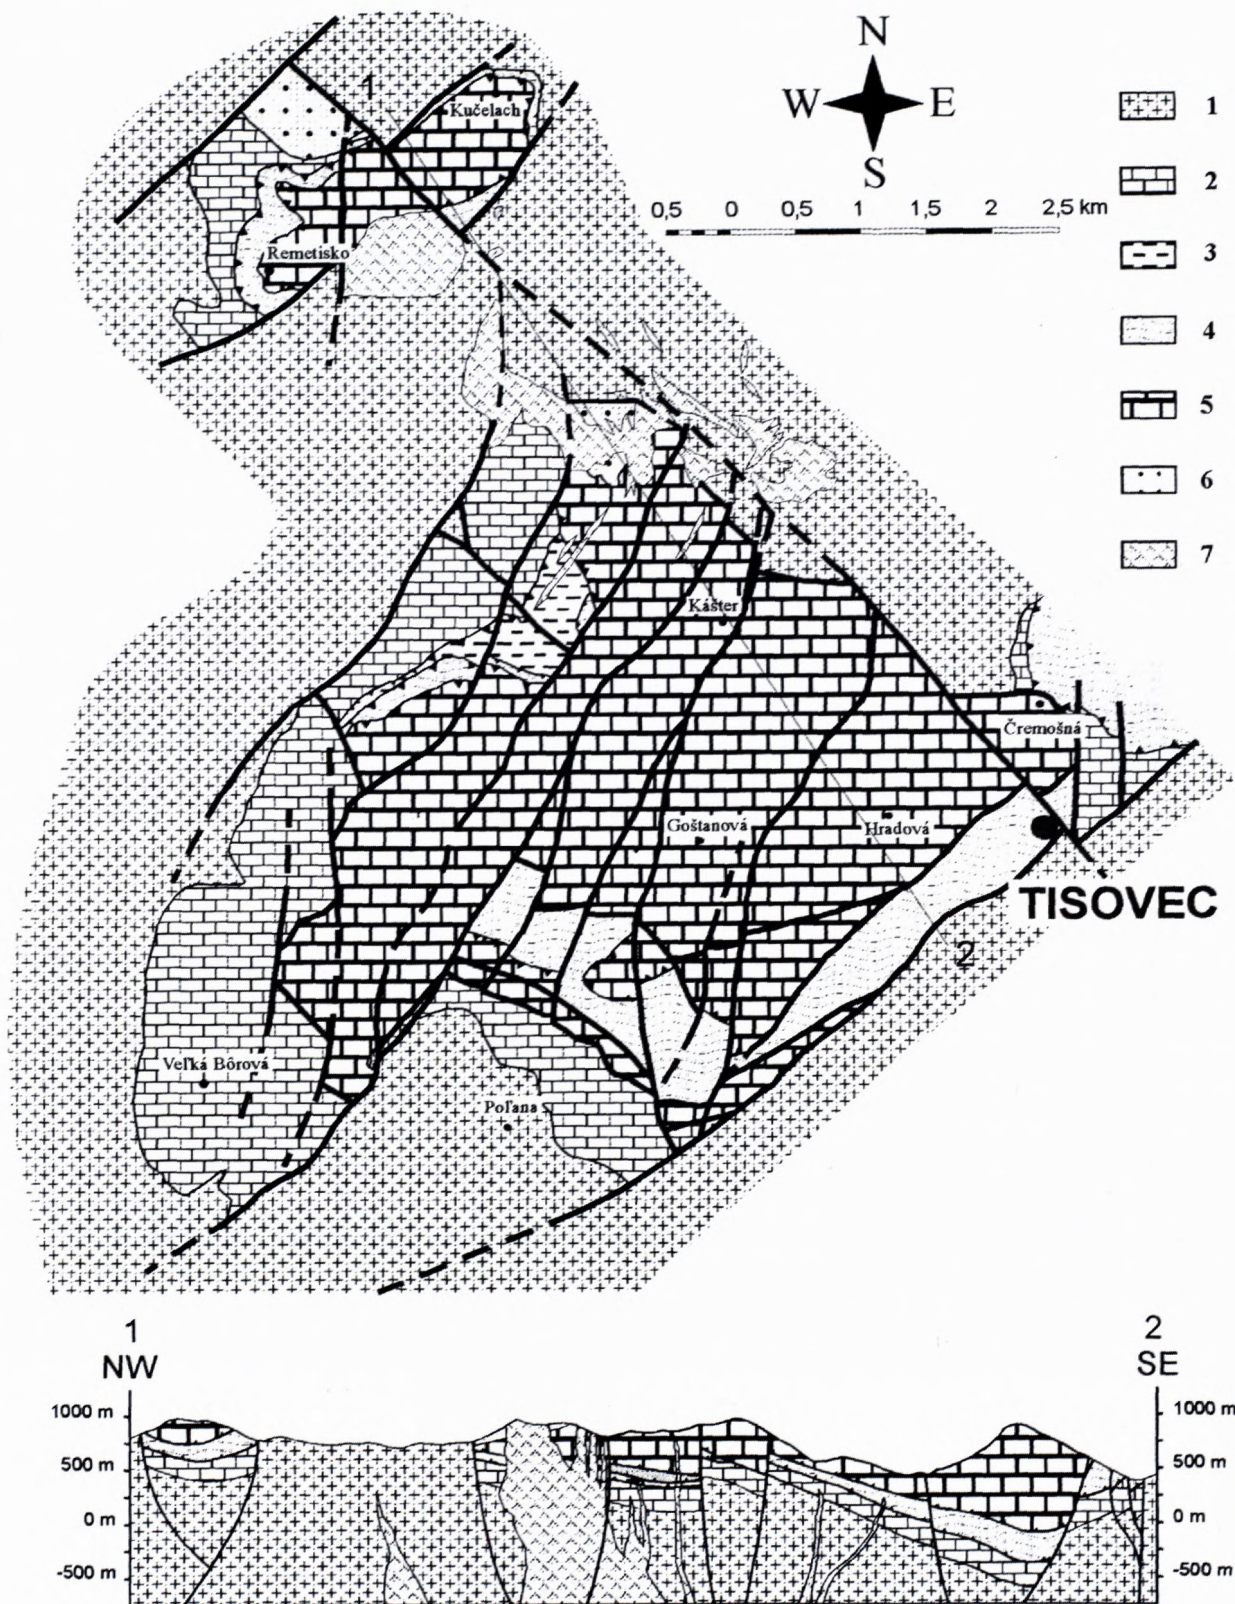 N
W E
S
0,5 0 0,5 1 1,5 2 2,5 km
1
2
3
4
5
6
7
1
Kučelach
Remetisko
Kášter
Čremošná
Goštanová
Hradová
TISOVEC
2
Veľká Bôrová
Poľana
1
NW
2
SE
1000 m
500 m
0 m
-500 m
1000 m
500 m
0 m
-500 m